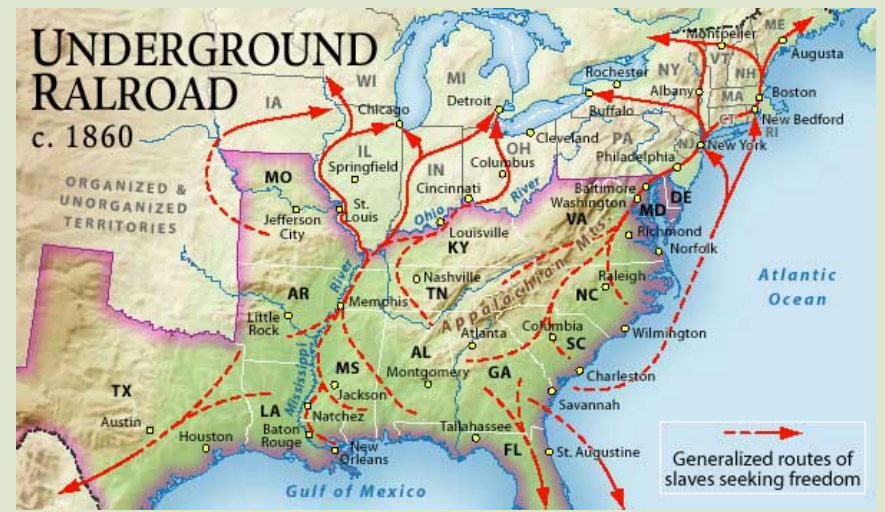 UNDERGROUND
RALROAD
c. 1860
ORGANIZED &
UNORGANIZED
TERRITORIES
IA
WI
MI
Chicago
Detroit
IL
Springfield
IN
OH
Columbus
Cincinnati
Cleveland
MO
Jefferson
City
St.
Louis
Ohio
River
Louisville
KY
Nashville
TN
Appalachian Mts.
Rochester
NY
Buffalo
Albany
PA
Philadelphia
NJ
New York
Montpelier
VT
NH
ME
Augusta
MA
Boston
CT
RI
New Bedford
Baltimore
Washington
VA
MD
DE
Richmond
Norfolk
Raleigh
NC
Wilmington
Columbia
SC
Charleston
Savannah
Atlanta
GA
AL
Montgomery
Tallahassee
FL
St. Augustine
AR
Little
Rock
River
Memphis
Mississippi
MS
Jackson
Natchez
LA
Baton
Rouge
New
Orleans
TX
Austin
Houston
Gulf of Mexico
Atlantic
Ocean
Generalized routes of
slaves seeking freedom